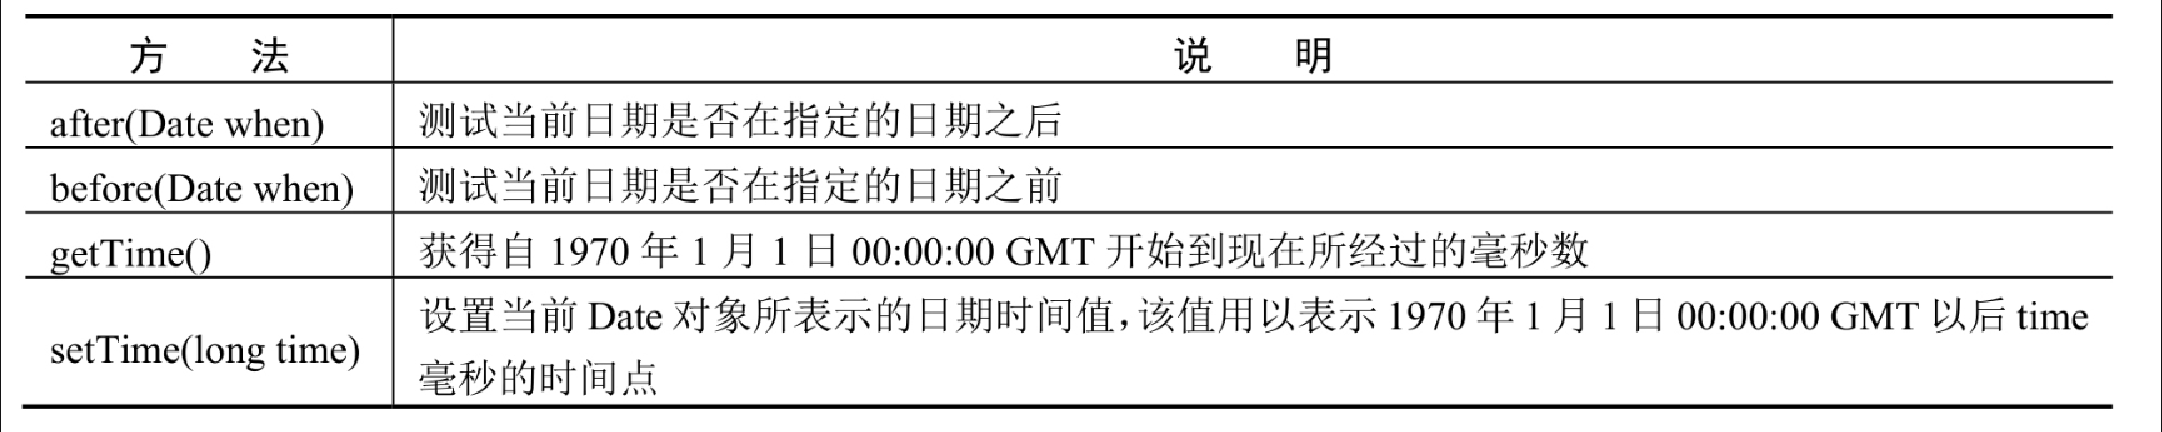 方 法 说 明
after(Date when) 测试当前日期是否在指定的日期之后
before(Date when) 测试当前日期是否在指定的日期之前
getTime() 获得自 1970 年 1 月 1 日 00:00:00 GMT 开始到现在所经过的毫秒数
setTime(long time) 设置当前 Date 对象所表示的日期时间值，该值用以表示 1970 年 1 月 1 日 00:00:00 GMT 以后 time
毫秒的时间点